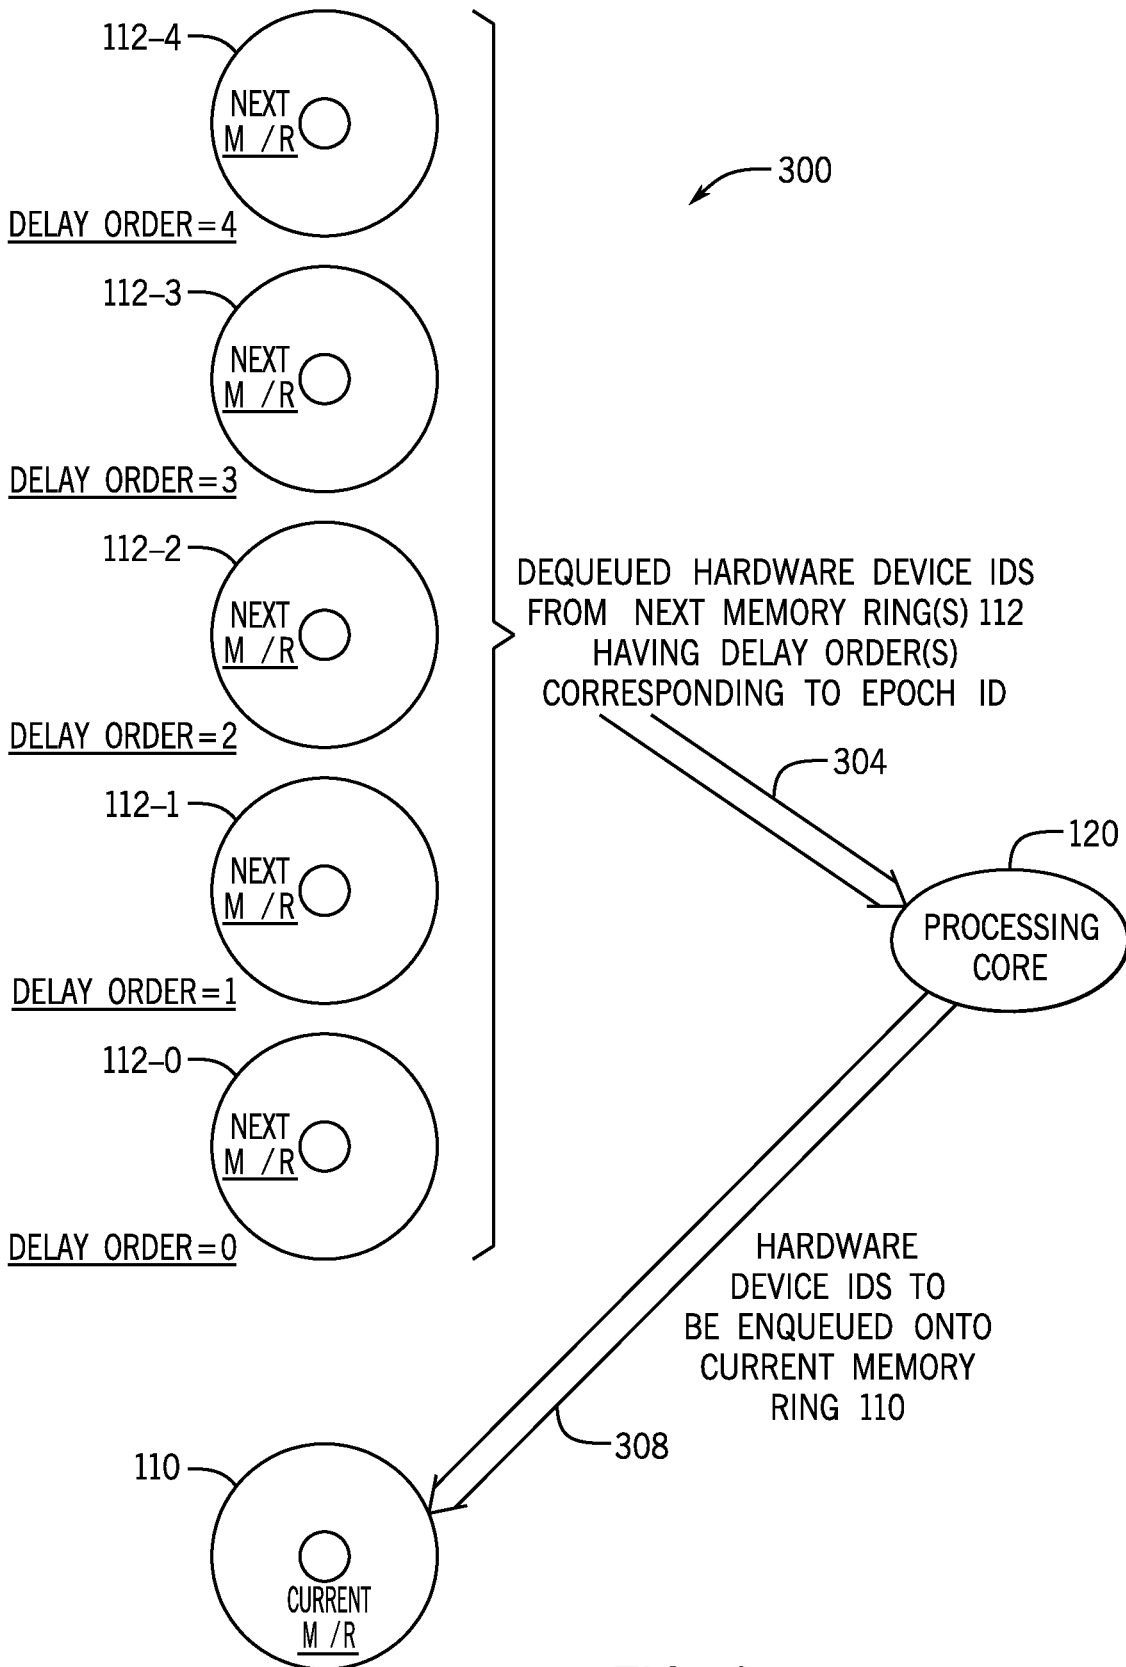 112–4
NEXT
M /R
DELAY ORDER=4
300
112–3
NEXT
M /R
DELAY ORDER=3
112–2
NEXT
M /R
DELAY ORDER=2
DEQUEUED HARDWARE DEVICE IDS
FROM NEXT MEMORY RING(S) 112
HAVING DELAY ORDER(S)
CORRESPONDING TO EPOCH ID
304
112–1
NEXT
M /R
DELAY ORDER=1
120
PROCESSING
CORE
112–0
NEXT
M /R
DELAY ORDER=0
HARDWARE
DEVICE IDS TO
BE ENQUEUED ONTO
CURRENT MEMORY
RING 110
308
110
CURRENT
M /R